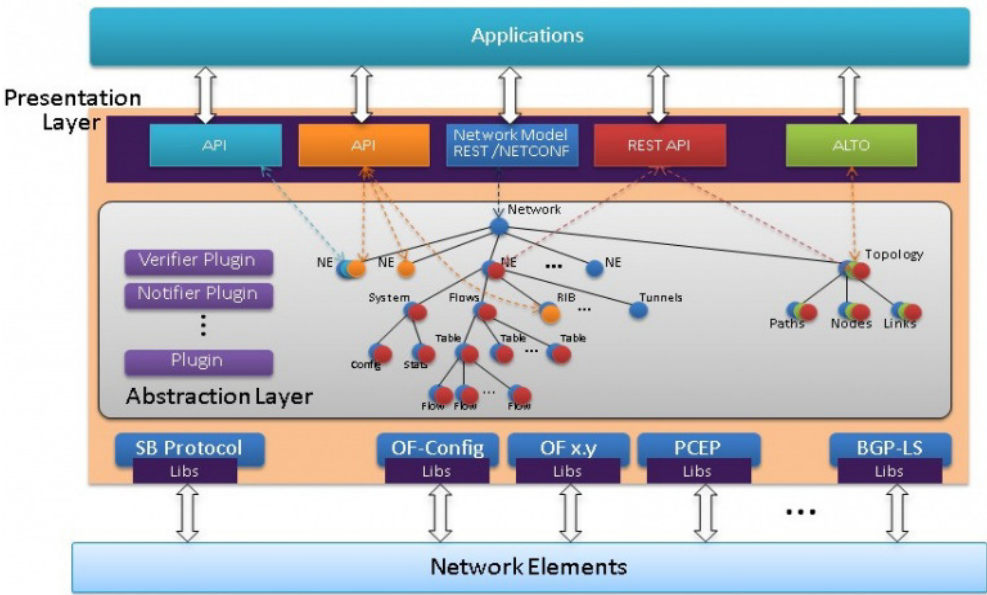 Applications
Presentation
Layer
API
API
Network Model
REST /NETCONF
REST API
ALTO
Network
Verifier Plugin
NE
NE
...
NE
Topology
Notifier Plugin
System
Flows
RIB
...
Tunnels
Paths
Nodes
Links
Plugin
Config
Stats
Table
Table
...
Table
Flow
Flow
...
Flow
Abstraction Layer
SB Protocol
Libs
OF-Config
Libs
OF x.y
Libs
PCEP
Libs
BGP-LS
Libs
...
Network Elements